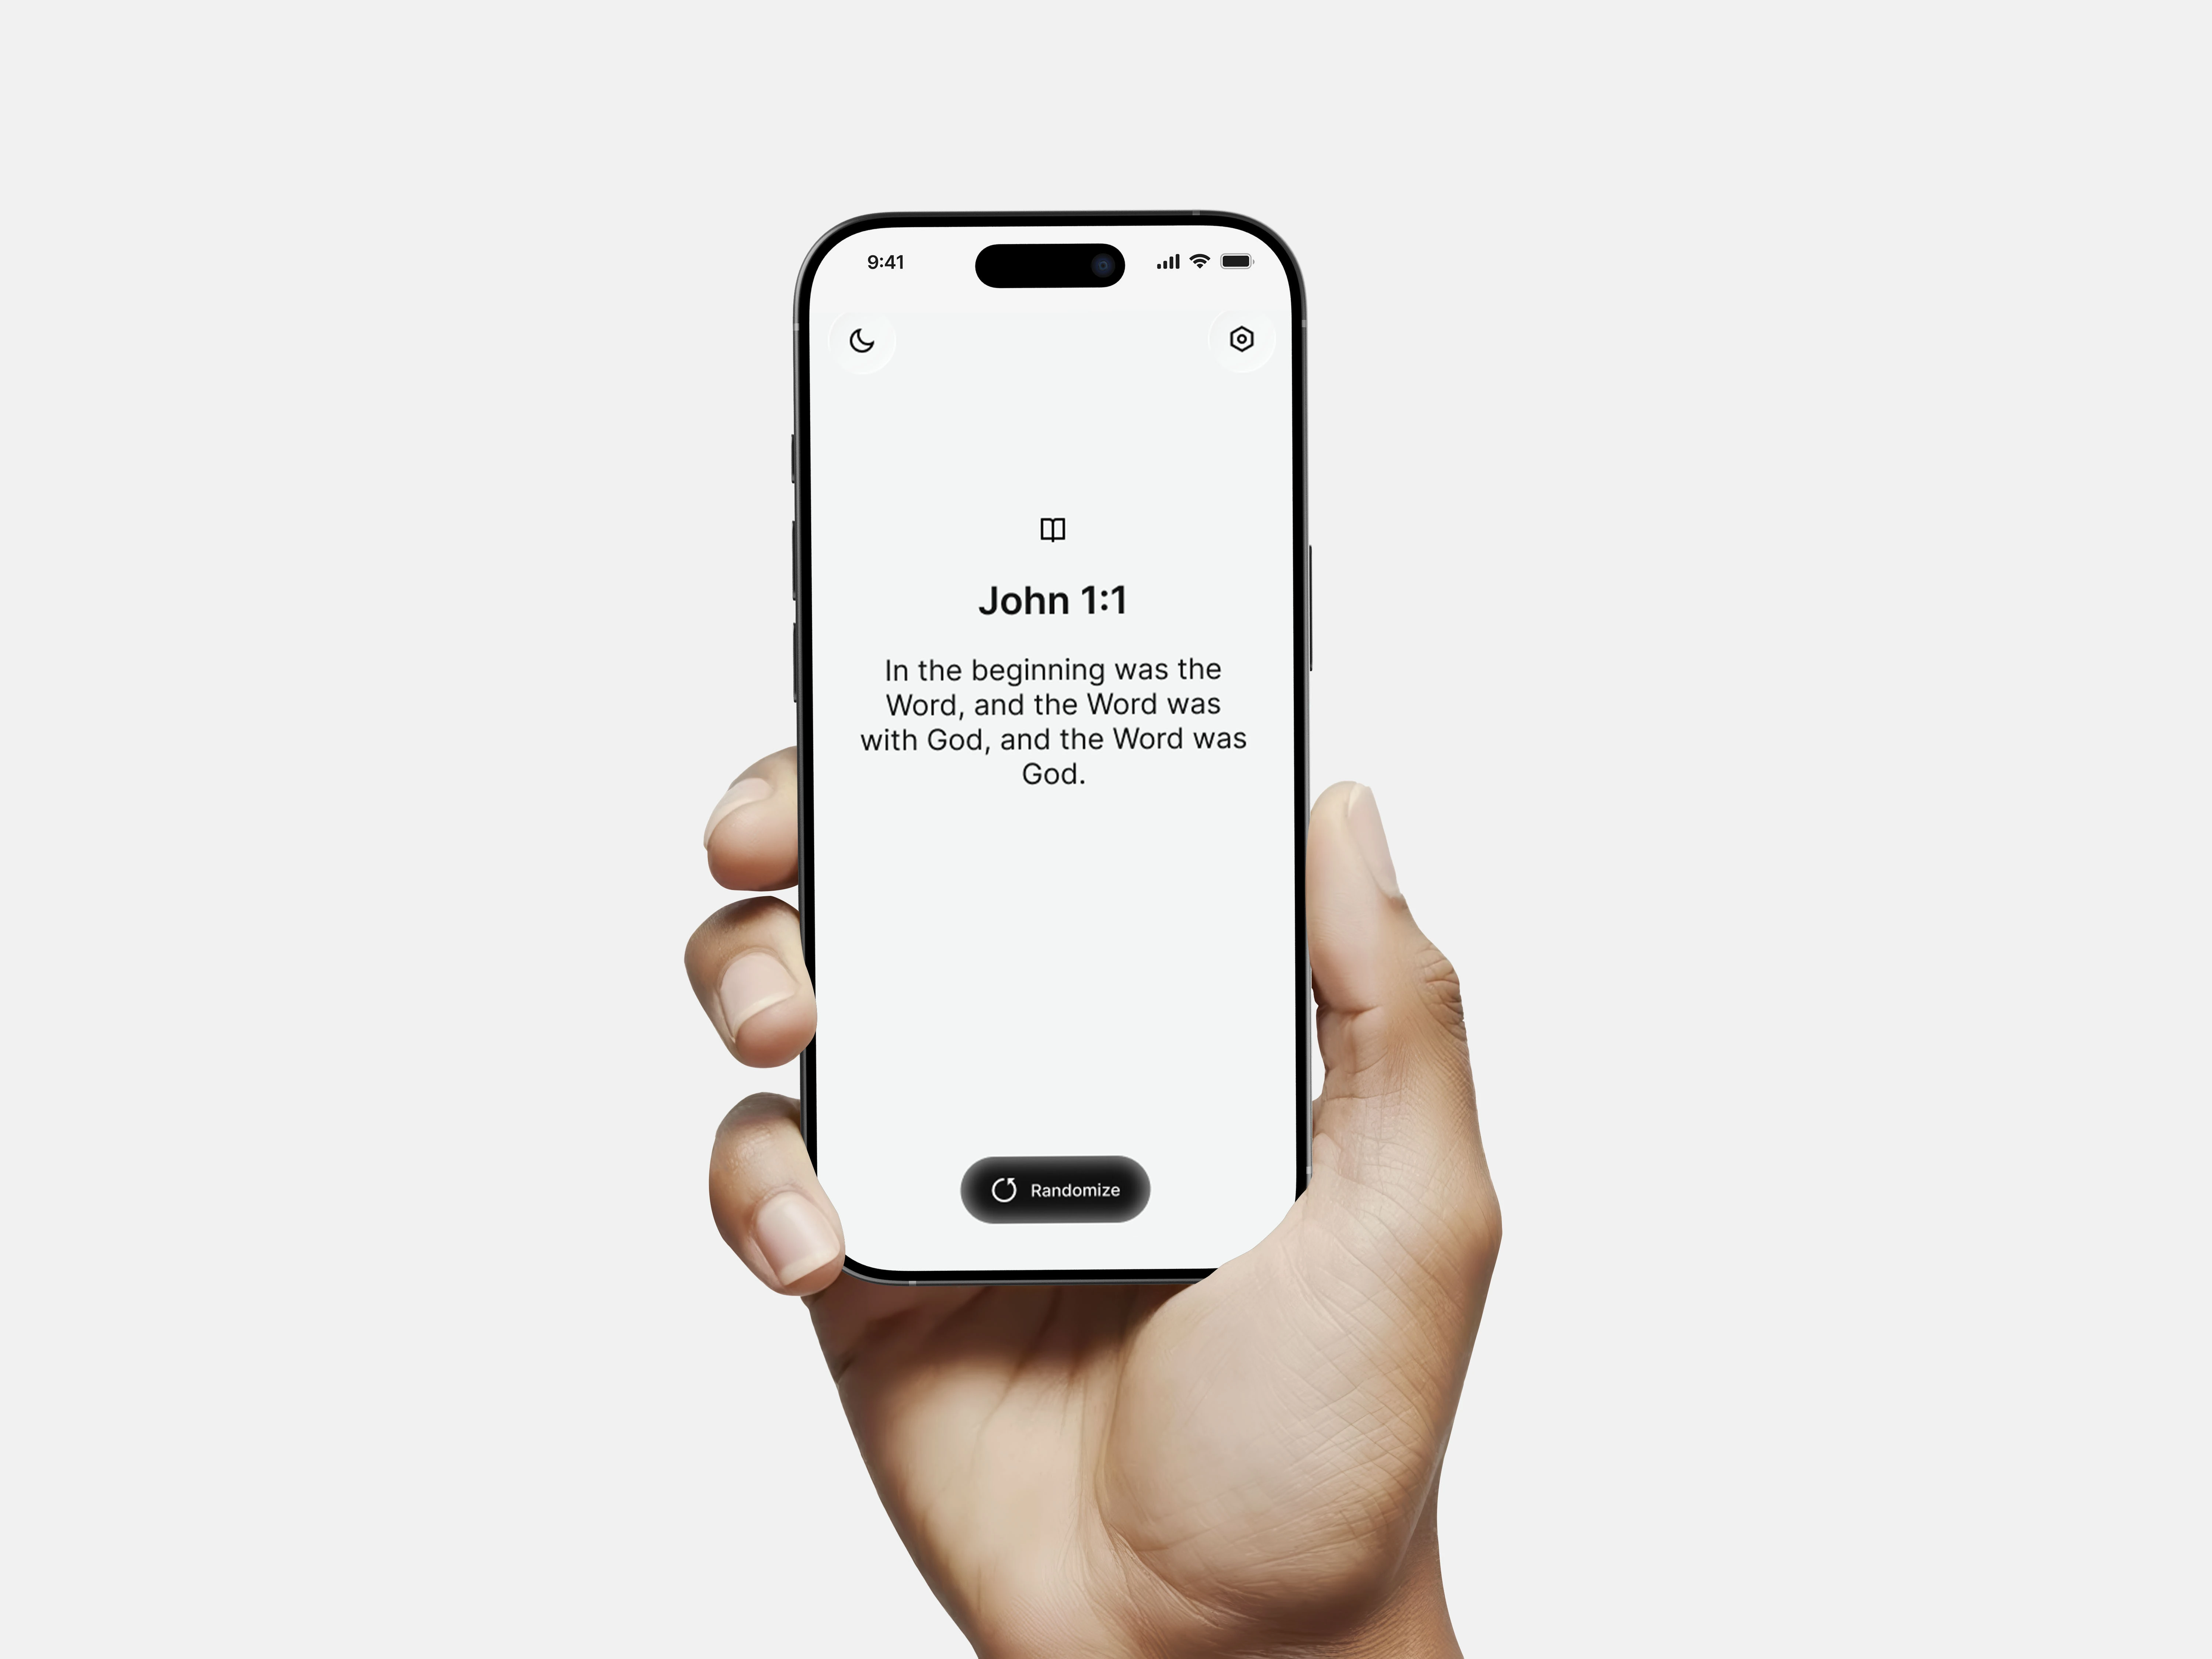 9:41
John 1:1
In the beginning was the
Word, and the Word was
with God, and the Word was
God.
Randomize